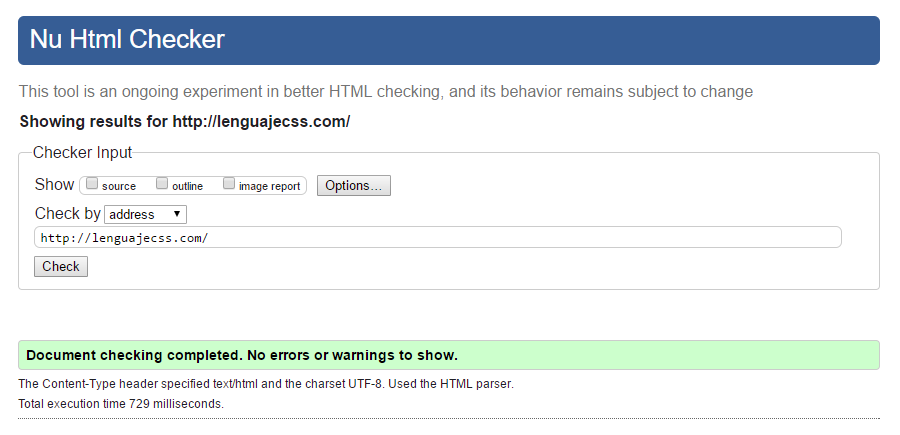 Nu Html Checker
This tool is an ongoing experiment in better HTML checking, and its behavior remains subject to change
Showing results for http://lenguajecss.com/
Checker Input
Show source outline image report Options...
Check by address
http://lenguajecss.com/
Check
Document checking completed. No errors or warnings to show.
The Content-Type header specified text/html and the charset UTF-8. Used the HTML parser.
Total execution time 729 milliseconds.